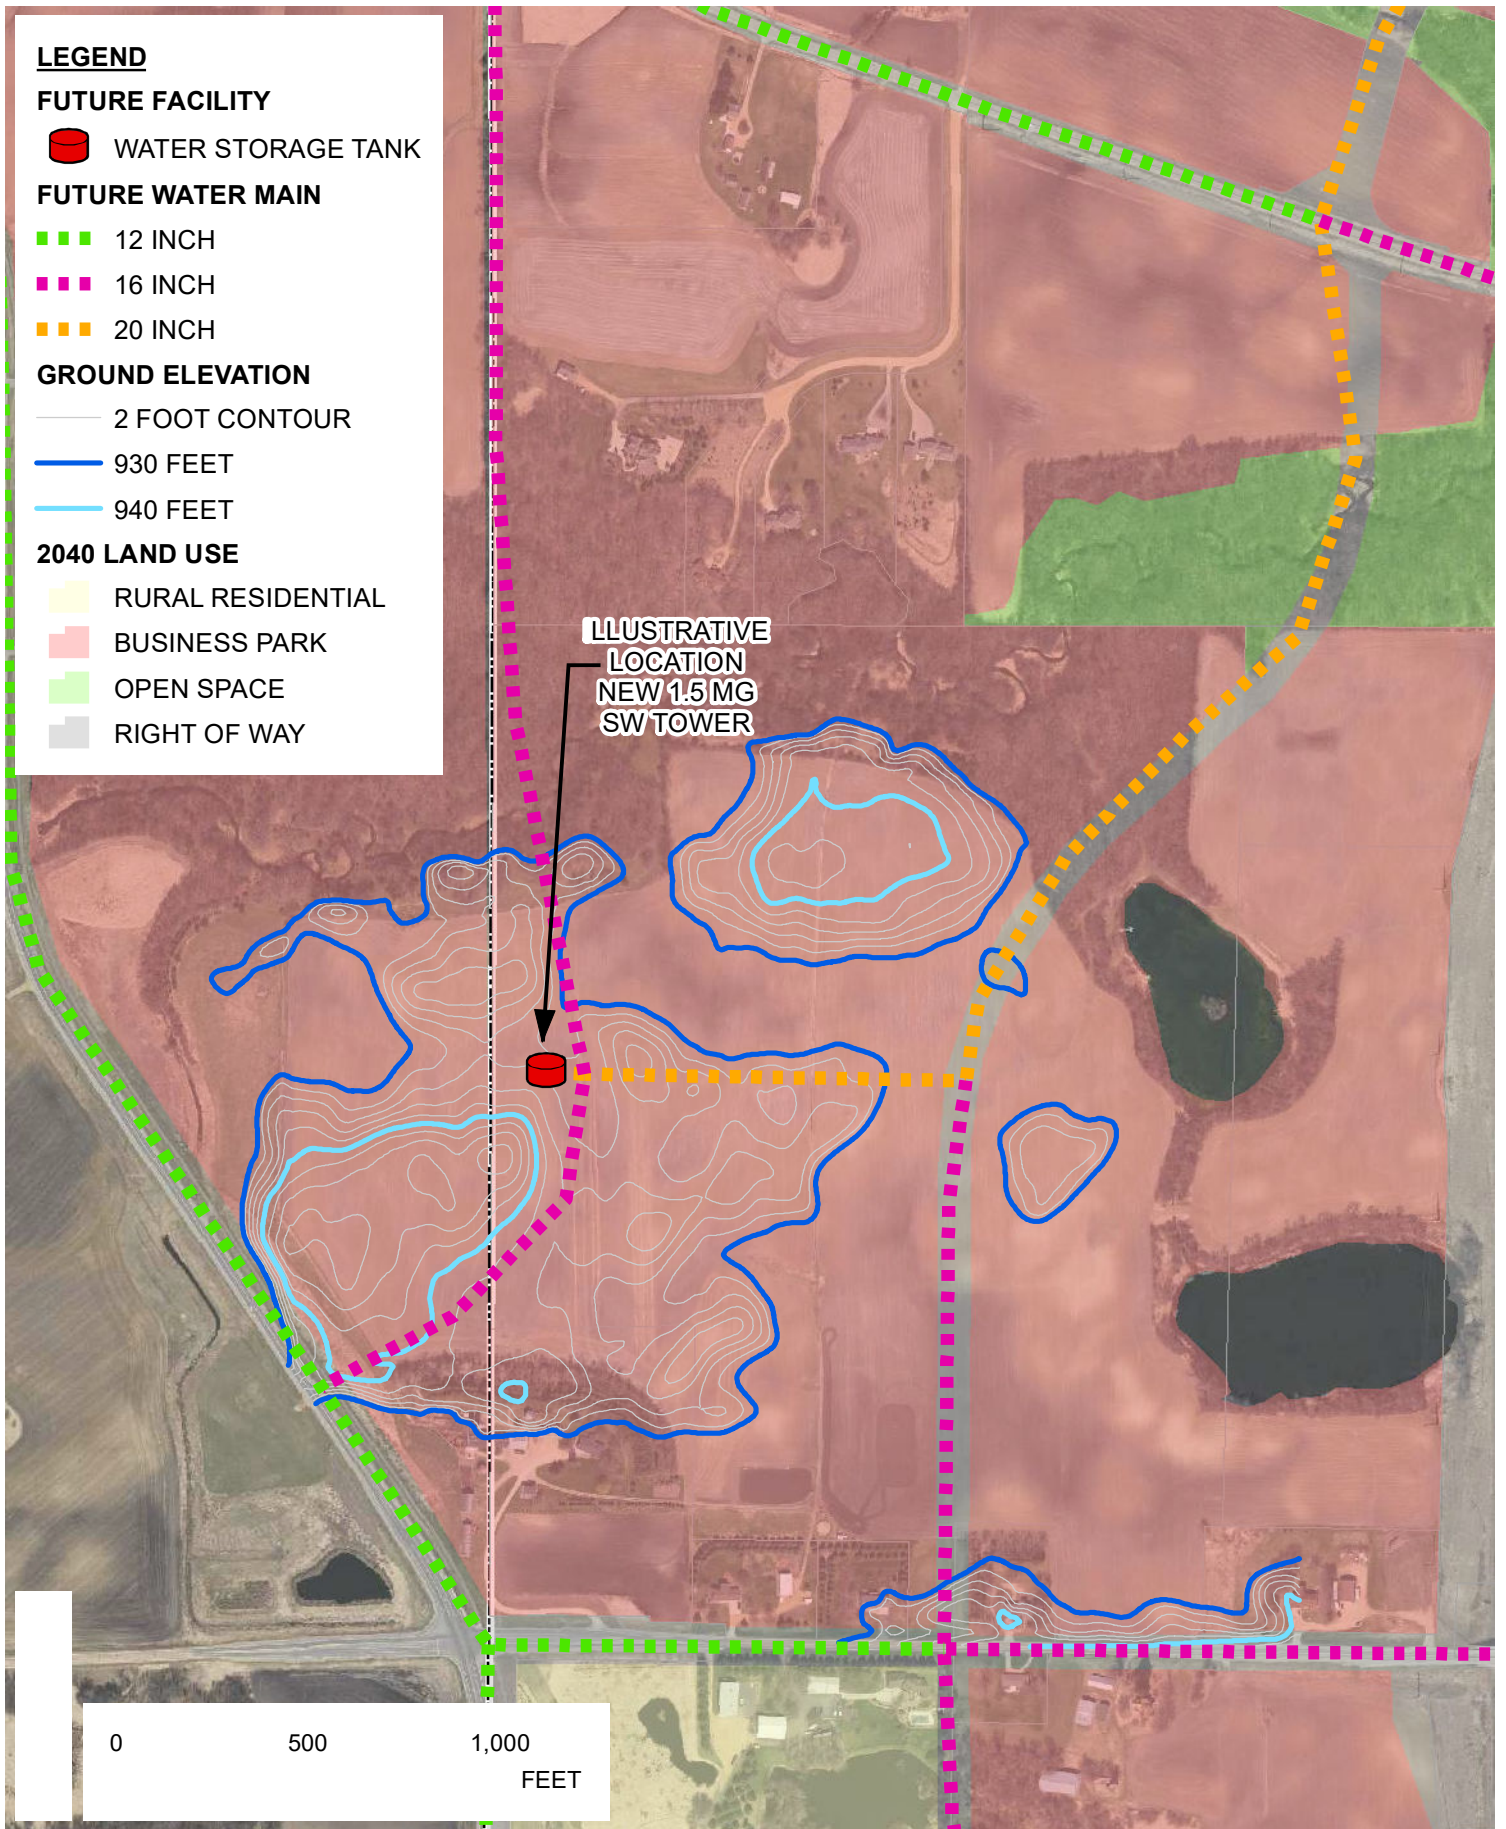 LEGEND
FUTURE FACILITY
WATER STORAGE TANK
FUTURE WATER MAIN
12 INCH
16 INCH
20 INCH
GROUND ELEVATION
2 FOOT CONTOUR
930 FEET
940 FEET
2040 LAND USE
RURAL RESIDENTIAL
BUSINESS PARK
OPEN SPACE
RIGHT OF WAY
LLUSTRATIVE
LOCATION
NEW 1.5 MG
SW TOWER
0 500 1,000
FEET